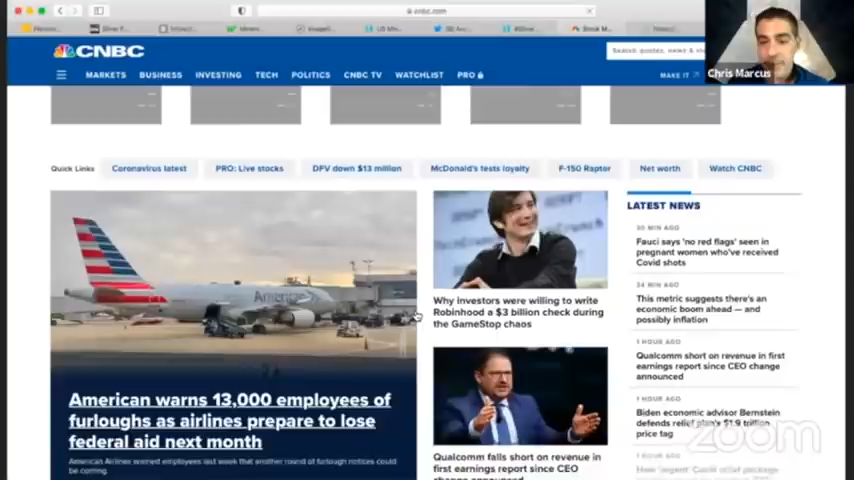 cnbc.com
CNBC
Search quotes, news &
MARKETS BUSINESS INVESTING TECH POLITICS CNBC TV WATCHLIST PRO
MAKE IT
Chris Marcus
Quick Links Coronavirus latest PRO: Live stocks DFV down $13 million McDonald's tests loyalty F-150 Raptor Net worth Watch CNBC
American
American warns 13,000 employees of
furloughs as airlines prepare to lose
federal aid next month
American Airlines warned employees last week that another round of furlough notices could
be coming.
Why investors were willing to write
Robinhood a $3 billion check during
the GameStop chaos
Qualcomm falls short on revenue in
first earnings report since CEO
change announced
LATEST NEWS
30 MIN AGO
Fauci says 'no red flags' seen in
pregnant women who've received
Covid shots
34 MIN AGO
This metric suggests there's an
economic boom ahead — and
possibly inflation
1 HOUR AGO
Qualcomm short on revenue in first
earnings report since CEO change
announced
1 HOUR AGO
Biden economic advisor Bernstein
defends relief plan's $1.9 trillion
price tag
1 HOUR AGO
How 'urgent' Covid relief package
zoom